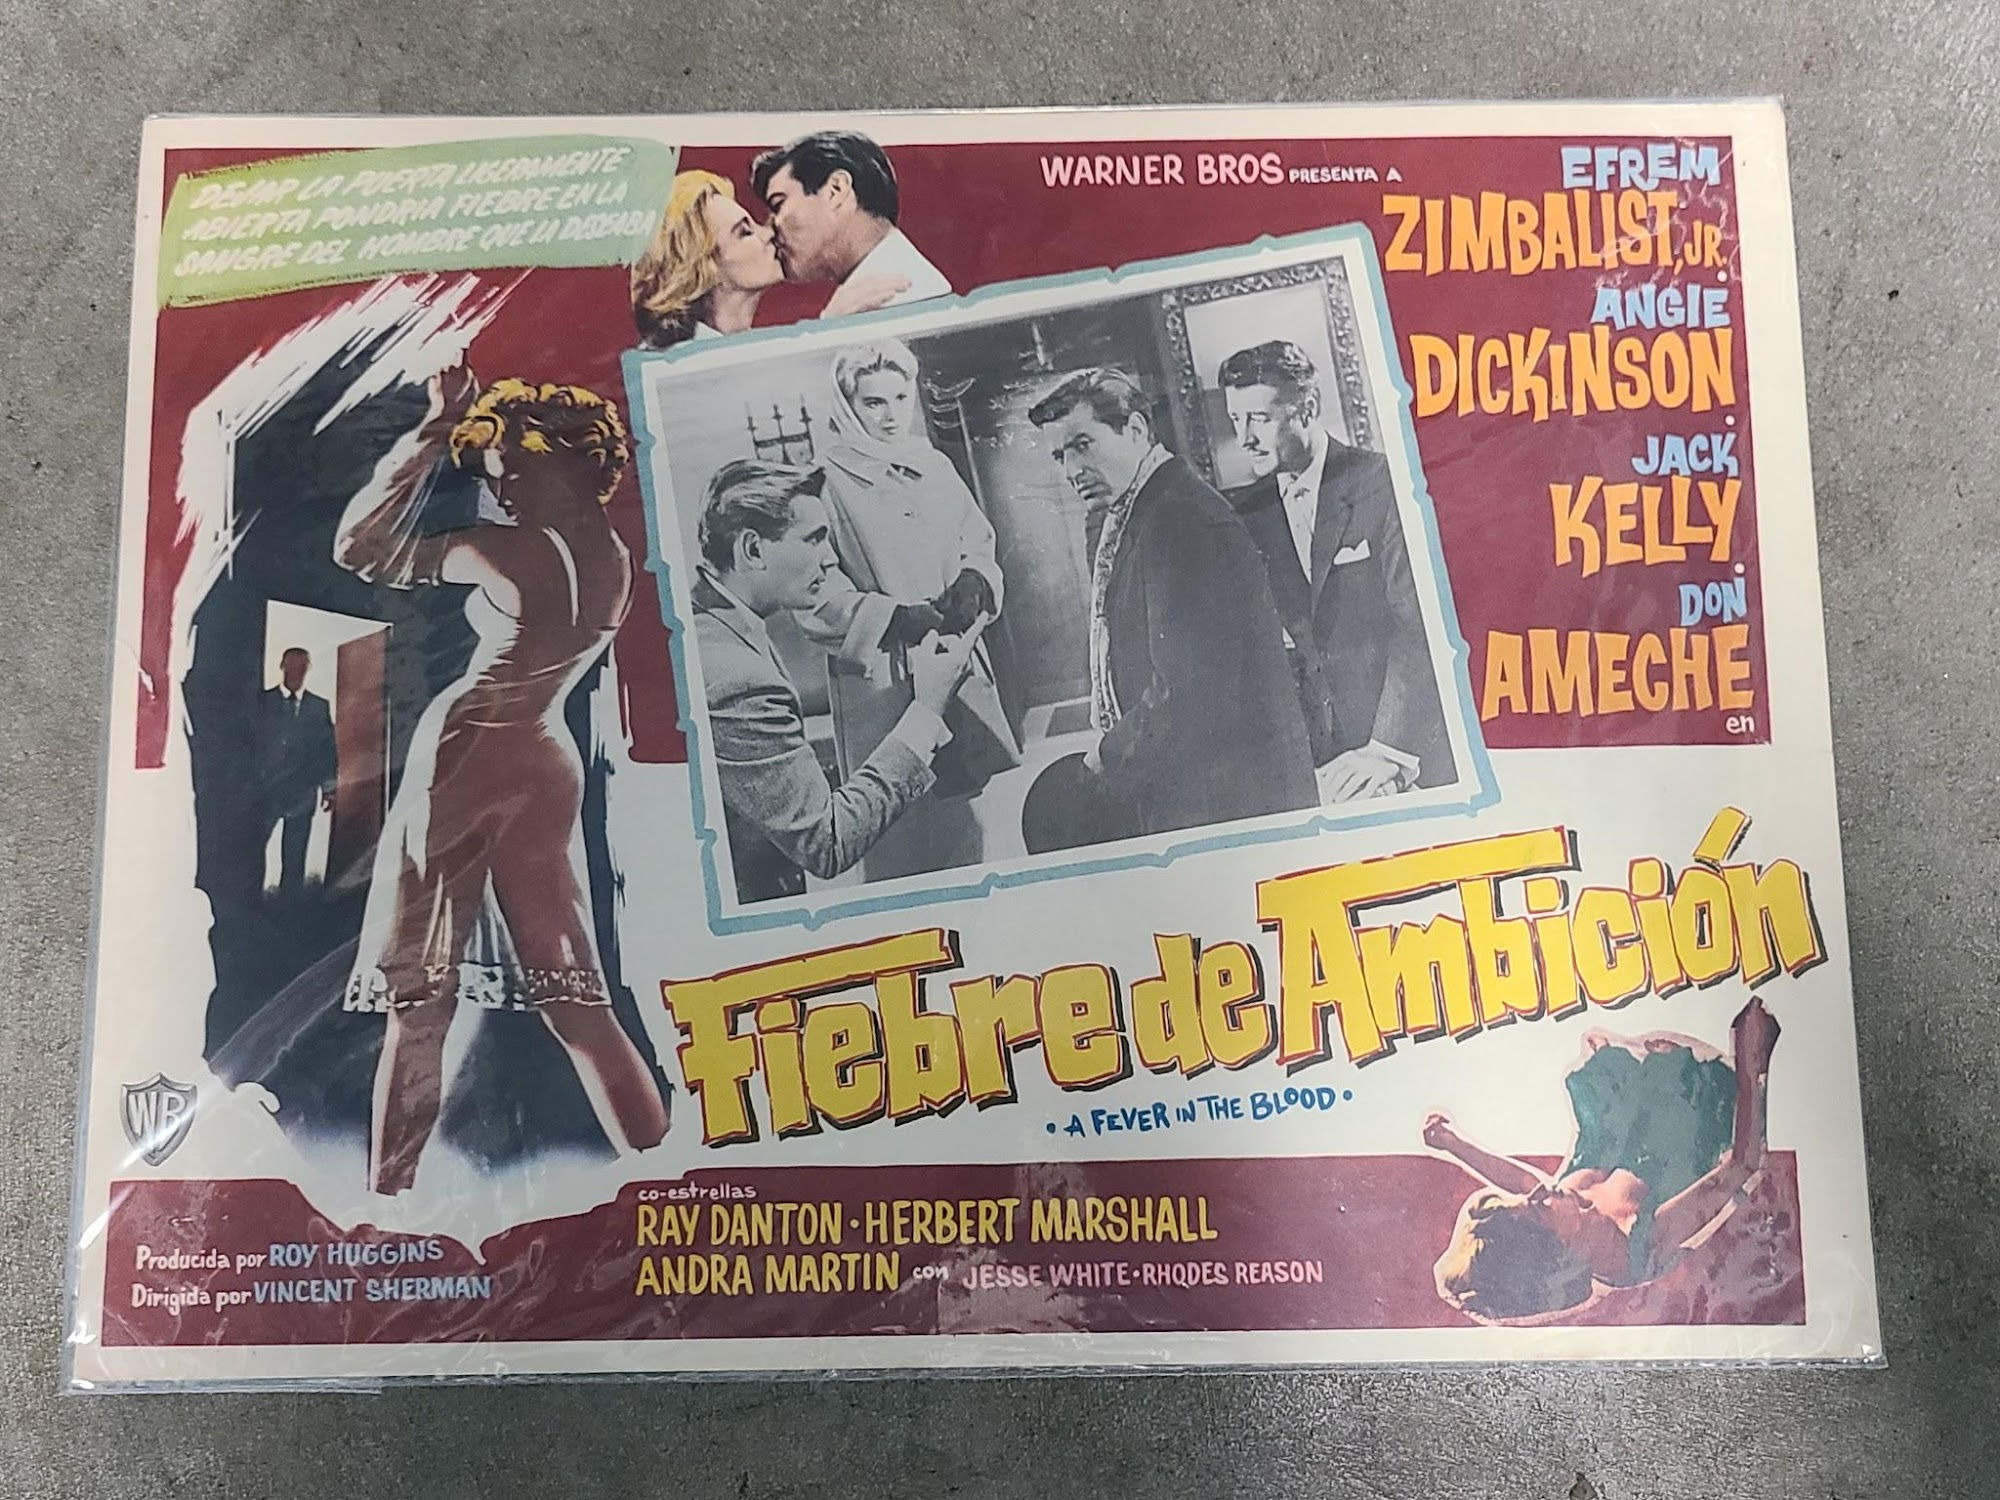 DEJAR LA PUERTA LIGERAMENTE
ABIERTA PONDRIA FIEBRE EN LA
SANGRE DEL HOMBRE QUE LA DESEABA
WARNER BROS PRESENTA A
EFREM
ZIMBALIST, JR.
ANGIE
DICKINSON
JACK
KELLY
DON
AMECHE
en
Fiebre de Ambición
• A FEVER IN THE BLOOD •
WB
co-estrellas
RAY DANTON • HERBERT MARSHALL
ANDRA MARTIN con JESSE WHITE • RHODES REASON
Producida por ROY HUGGINS
Dirigida por VINCENT SHERMAN